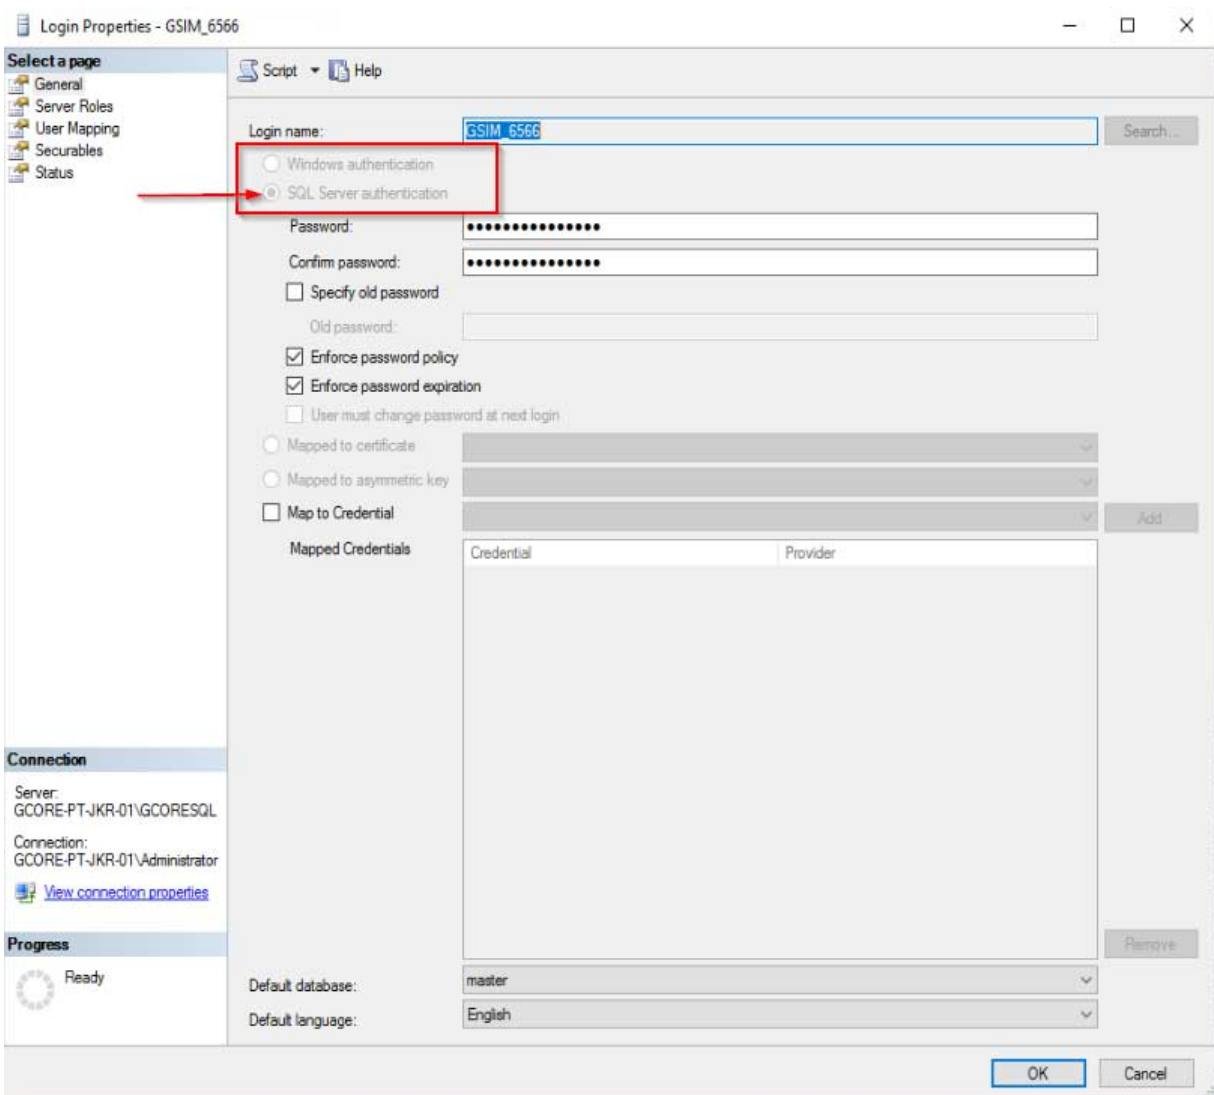 Login Properties - GSIM_6566
Select a page
General
Server Roles
User Mapping
Securables
Status
Script
Help
Login name:
GSIM_6566
Search...
Windows authentication
SQL Server authentication
Password:
●●●●●●●●●●●●●●●
Confirm password:
●●●●●●●●●●●●●●●
Specify old password
Old password:
Enforce password policy
Enforce password expiration
User must change password at next login
Mapped to certificate
Mapped to asymmetric key
Map to Credential
Add
Mapped Credentials
Credential Provider
Remove
Default database:
master
Default language:
English
Connection
Server:
GCORE-PT-JKR-01\GCORESQL
Connection:
GCORE-PT-JKR-01\Administrator
View connection properties
Progress
Ready
OK
Cancel